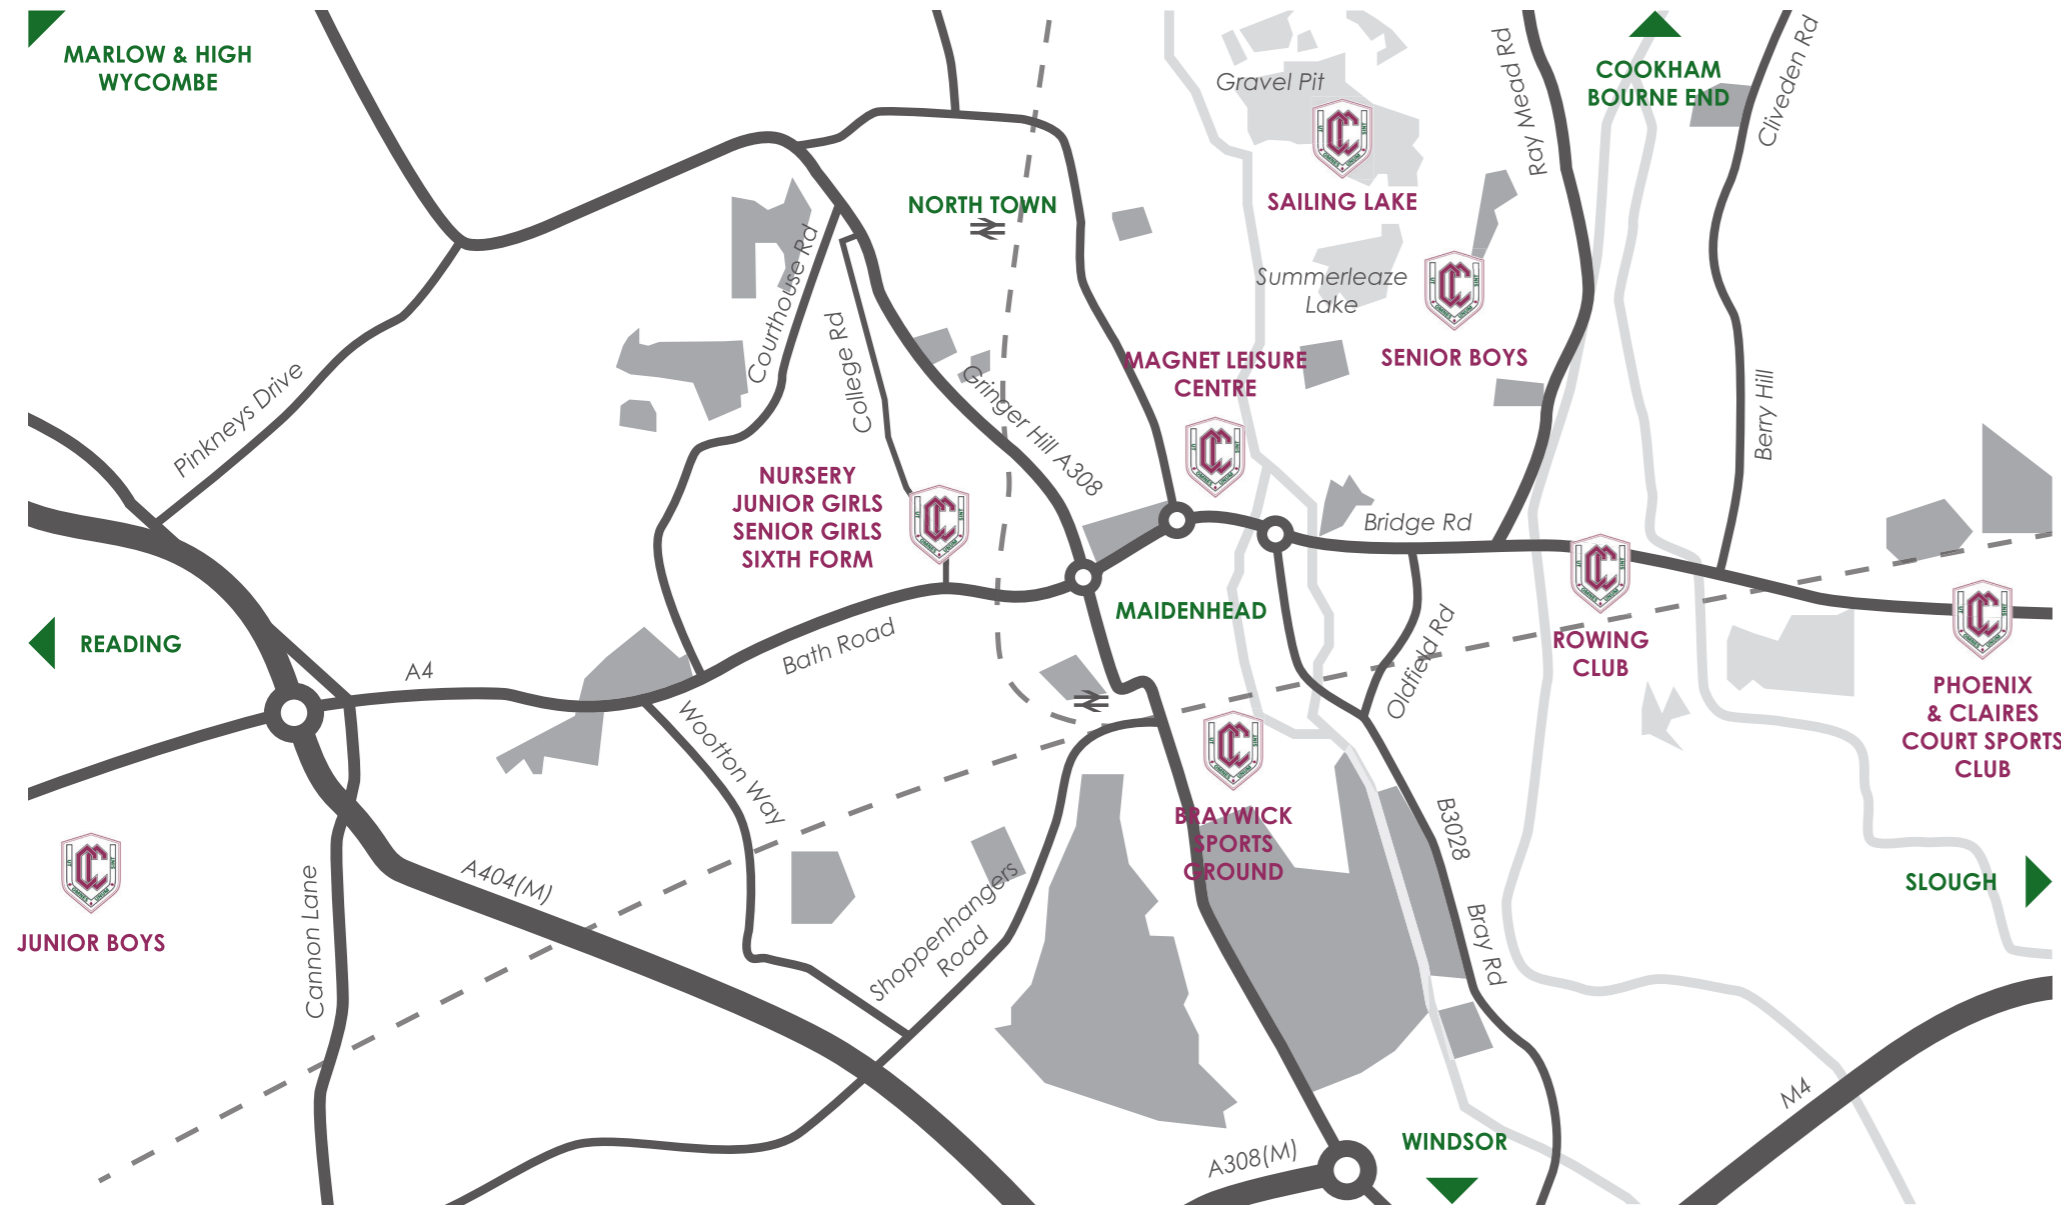 MARLOW & HIGH
WYCOMBE
Gravel Pit
Ray Mead Rd
COOKHAM
BOURNE END
Cliveden Rd
SAILING LAKE
NORTH TOWN
Courthouse Rd
Summerleaze
Lake
College Rd
MAGNET LEISURE
CENTRE
SENIOR BOYS
Pinkneys Drive
Gringer Hill A308
Berry Hill
NURSERY
JUNIOR GIRLS
SENIOR GIRLS
SIXTH FORM
Bridge Rd
MAIDENHEAD
READING
Bath Road
A4
Oldfield Rd
ROWING
CLUB
PHOENIX
& CLAIRES
COURT SPORTS
CLUB
Wootton Way
BRAYWICK
SPORTS
GROUND
B3028
A404(M)
SLOUGH
Cannon Lane
JUNIOR BOYS
Shoppenhangers
Road
Bray Rd
M4
WINDSOR
A308(M)